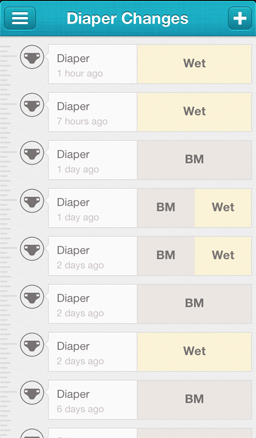 Diaper Changes
Diaper
1 hour ago
Wet
Diaper
7 hours ago
Wet
Diaper
1 day ago
BM
Diaper
1 day ago
BM Wet
Diaper
2 days ago
BM Wet
Diaper
2 days ago
BM
Diaper
2 days ago
Wet
Diaper
6 days ago
BM